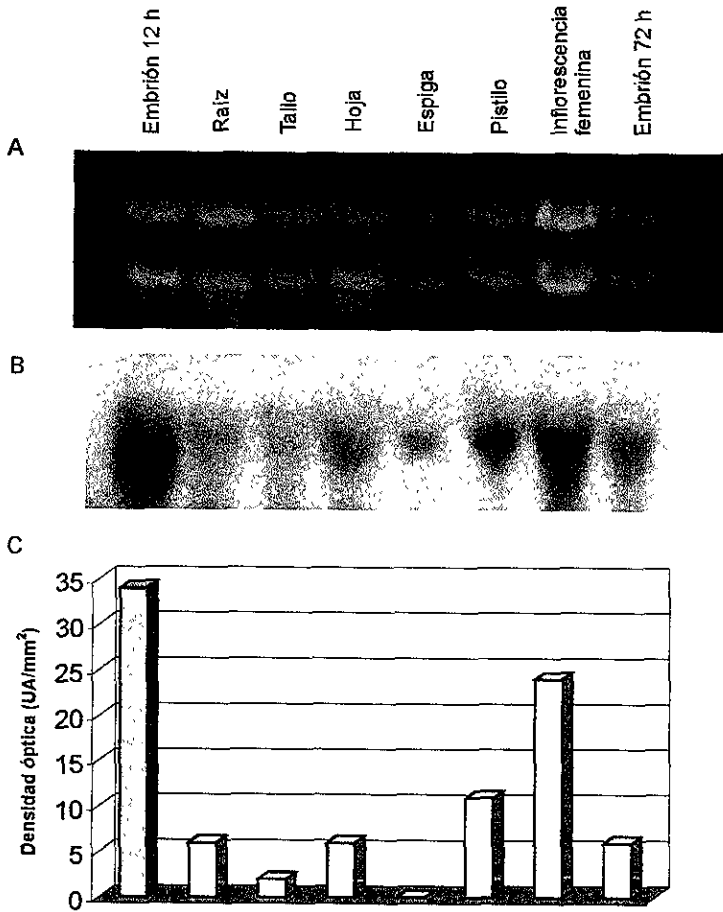 Embrión 12 h
Raíz
Tallo
Hoja
Espiga
Pistilo
Inflorescencia
femenina
Embrión 72 h
A
B
C
Densidad óptica (UA/mm²)
35
30
25
20
15
10
5
0